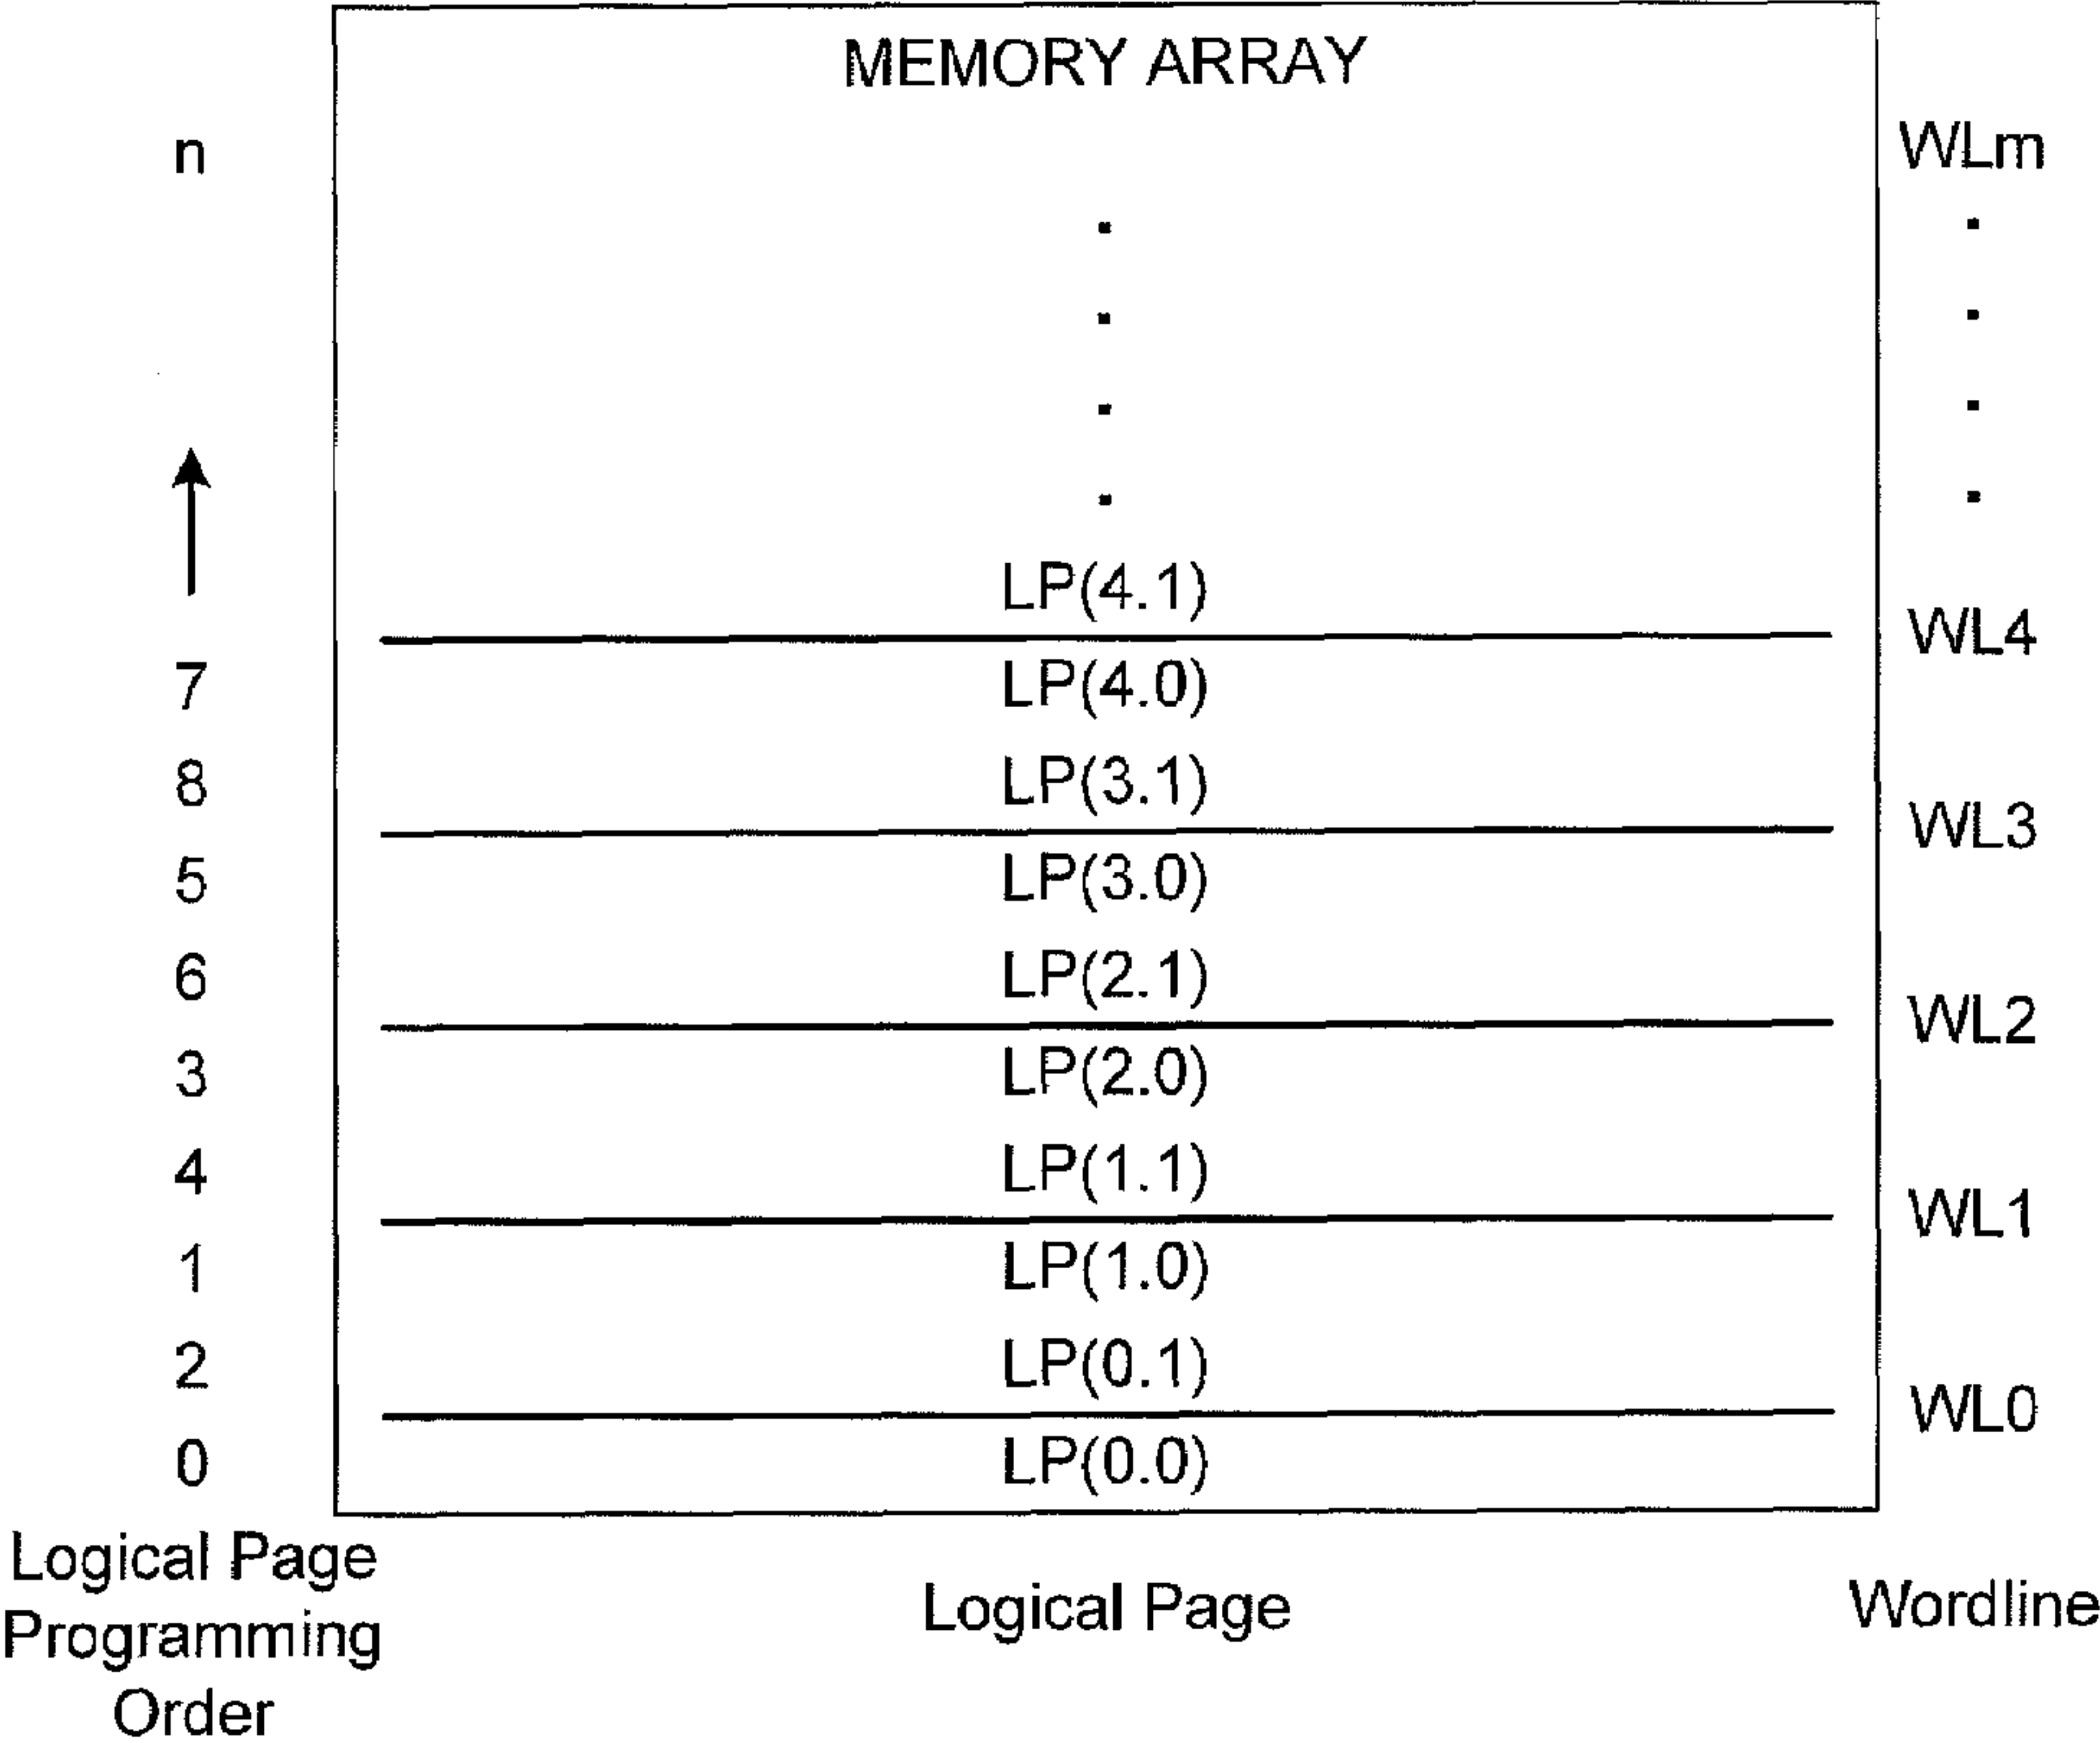 MEMORY ARRAY
n WLm
LP(4.1)
WL4
7 LP(4.0)
8 LP(3.1)
WL3
5 LP(3.0)
6 LP(2.1)
WL2
3 LP(2.0)
4 LP(1.1)
WL1
1 LP(1.0)
2 LP(0.1)
WL0
0 LP(0.0)
Logical Page
Programming
Order
Logical Page
Wordline